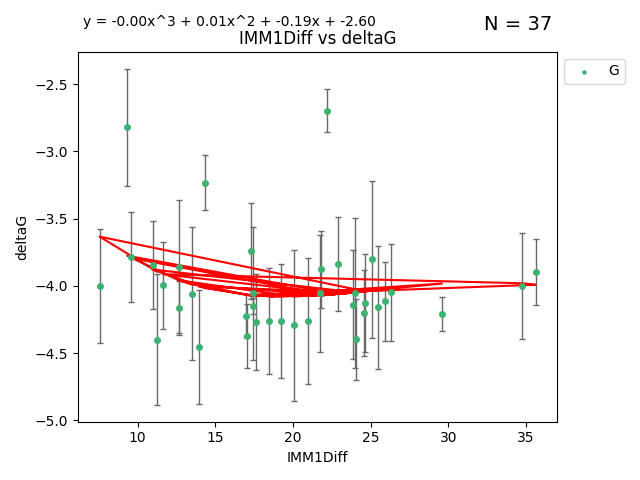 y = -0.00x^3 + 0.01x^2 + -0.19x + -2.60
N = 37
IMM1Diff vs deltaG
G
deltaG
−2.5
−3.0
−3.5
−4.0
−4.5
−5.0
10 15 20 25 30 35
IMM1Diff